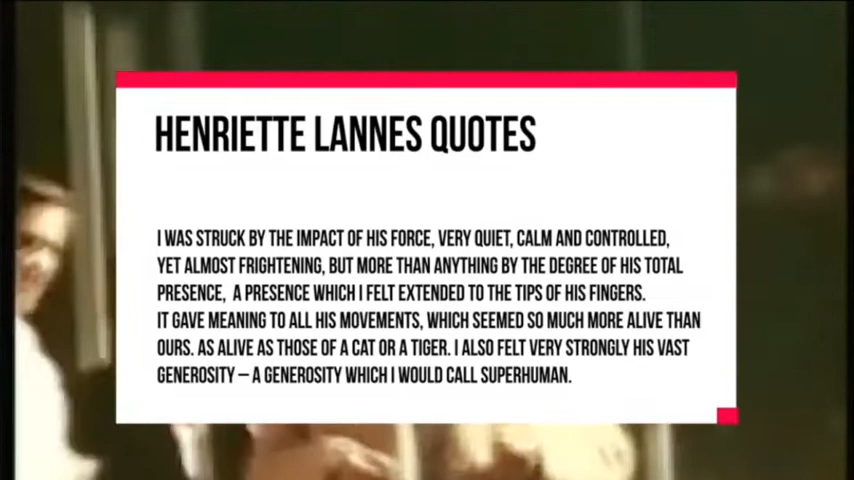 HENRIETTE LANNES QUOTES
I WAS STRUCK BY THE IMPACT OF HIS FORCE, VERY QUIET, CALM AND CONTROLLED,
YET ALMOST FRIGHTENING, BUT MORE THAN ANYTHING BY THE DEGREE OF HIS TOTAL
PRESENCE, A PRESENCE WHICH I FELT EXTENDED TO THE TIPS OF HIS FINGERS.
IT GAVE MEANING TO ALL HIS MOVEMENTS, WHICH SEEMED SO MUCH MORE ALIVE THAN
OURS. AS ALIVE AS THOSE OF A CAT OR A TIGER. I ALSO FELT VERY STRONGLY HIS VAST
GENEROSITY – A GENEROSITY WHICH I WOULD CALL SUPERHUMAN.